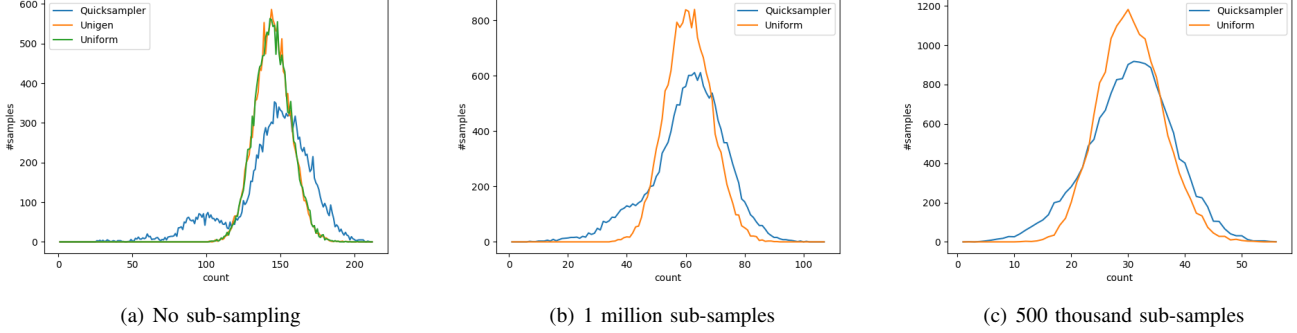 600
500
400
300
200
100
0
#samples
0
50
100
150
200
count
Quicksampler
Unigen
Uniform
(a) No sub-sampling
800
600
400
200
0
#samples
0
20
40
60
80
100
count
Quicksampler
Uniform
(b) 1 million sub-samples
1200
1000
800
600
400
200
0
#samples
0
10
20
30
40
50
count
Quicksampler
Uniform
(c) 500 thousand sub-samples